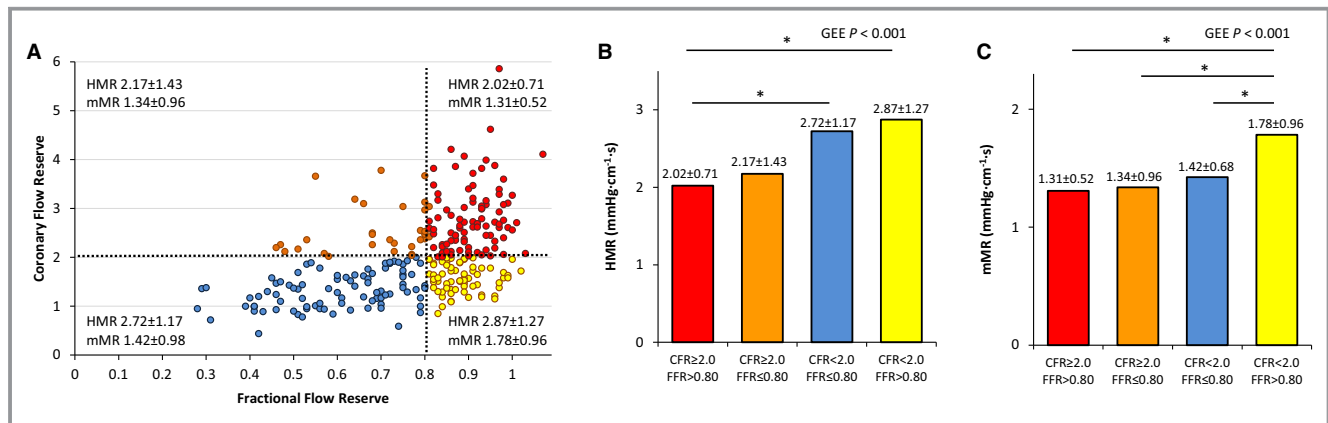 A
Coronary Flow Reserve
6
5
4
3
2
1
0
HMR 2.17±1.43
mMR 1.34±0.96
HMR 2.02±0.71
mMR 1.31±0.52
HMR 2.72±1.17
mMR 1.42±0.98
HMR 2.87±1.27
mMR 1.78±0.96
0 0.1 0.2 0.3 0.4 0.5 0.6 0.7 0.8 0.9 1
Fractional Flow Reserve
B
GEE P < 0.001
*
*
HMR (mmHg·cm⁻¹·s)
3
2
1
0
2.02±0.71
2.17±1.43
2.72±1.17
2.87±1.27
CFR≥2.0 CFR≥2.0 CFR<2.0 CFR<2.0
FFR>0.80 FFR≤0.80 FFR≤0.80 FFR>0.80
C
GEE P < 0.001
*
*
*
mMR (mmHg·cm⁻¹·s)
2
1
0
1.31±0.52
1.34±0.96
1.42±0.68
1.78±0.96
CFR≥2.0 CFR≥2.0 CFR<2.0 CFR<2.0
FFR>0.80 FFR≤0.80 FFR≤0.80 FFR>0.80